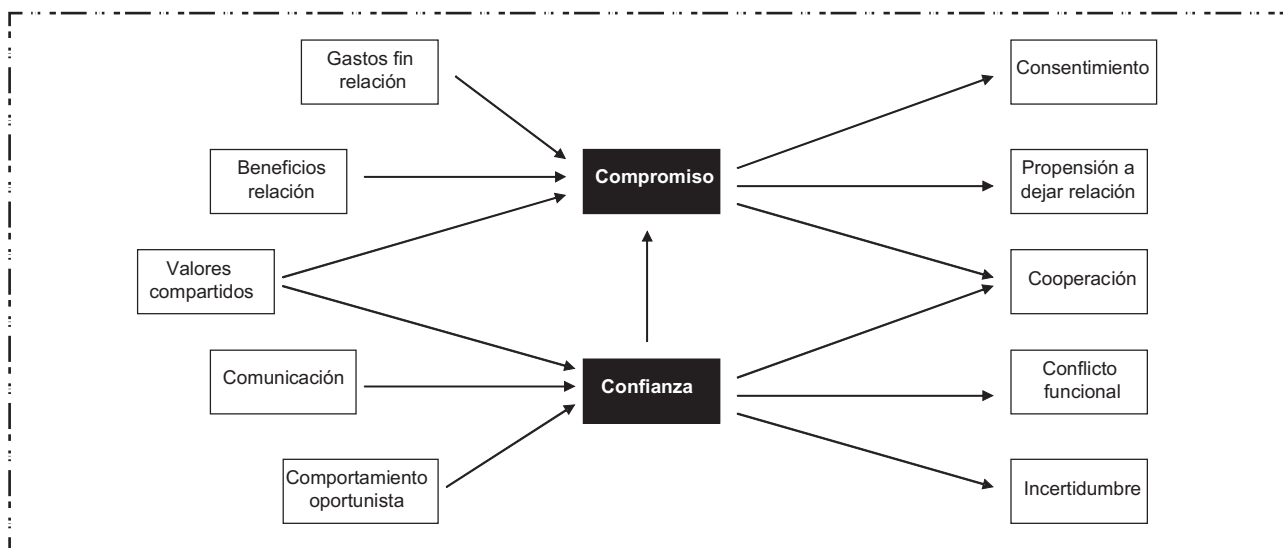 Gastos fin
relación
Consentimiento
Beneficios
relación
Compromiso
Propensión a
dejar relación
Valores
compartidos
Cooperación
Comunicación
Confianza
Conflicto
funcional
Comportamiento
oportunista
Incertidumbre